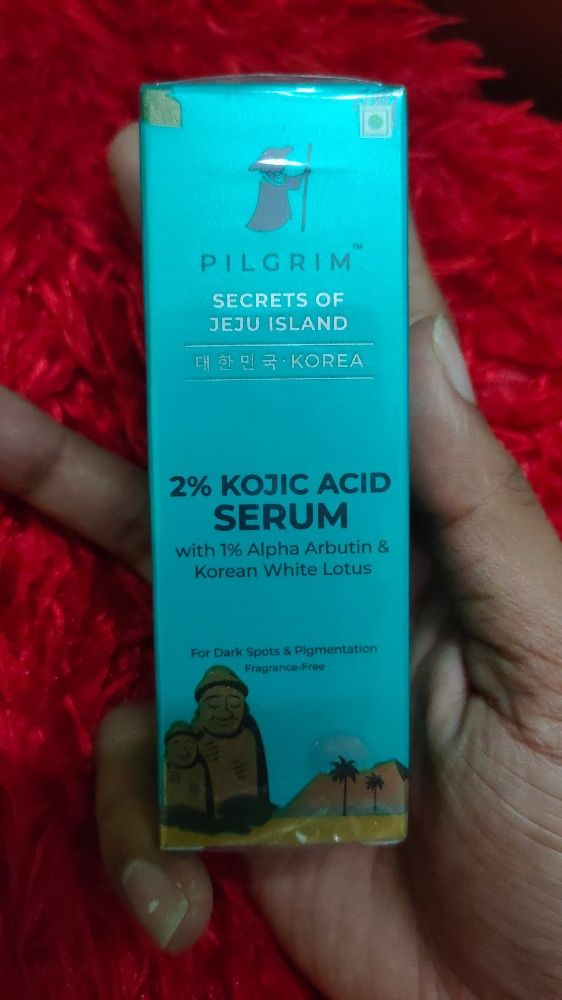 PILGRIM™
SECRETS OF
JEJU ISLAND
대한민국·KOREA
2% KOJIC ACID
SERUM
with 1% Alpha Arbutin &
Korean White Lotus
For Dark Spots & Pigmentation
Fragrance-Free